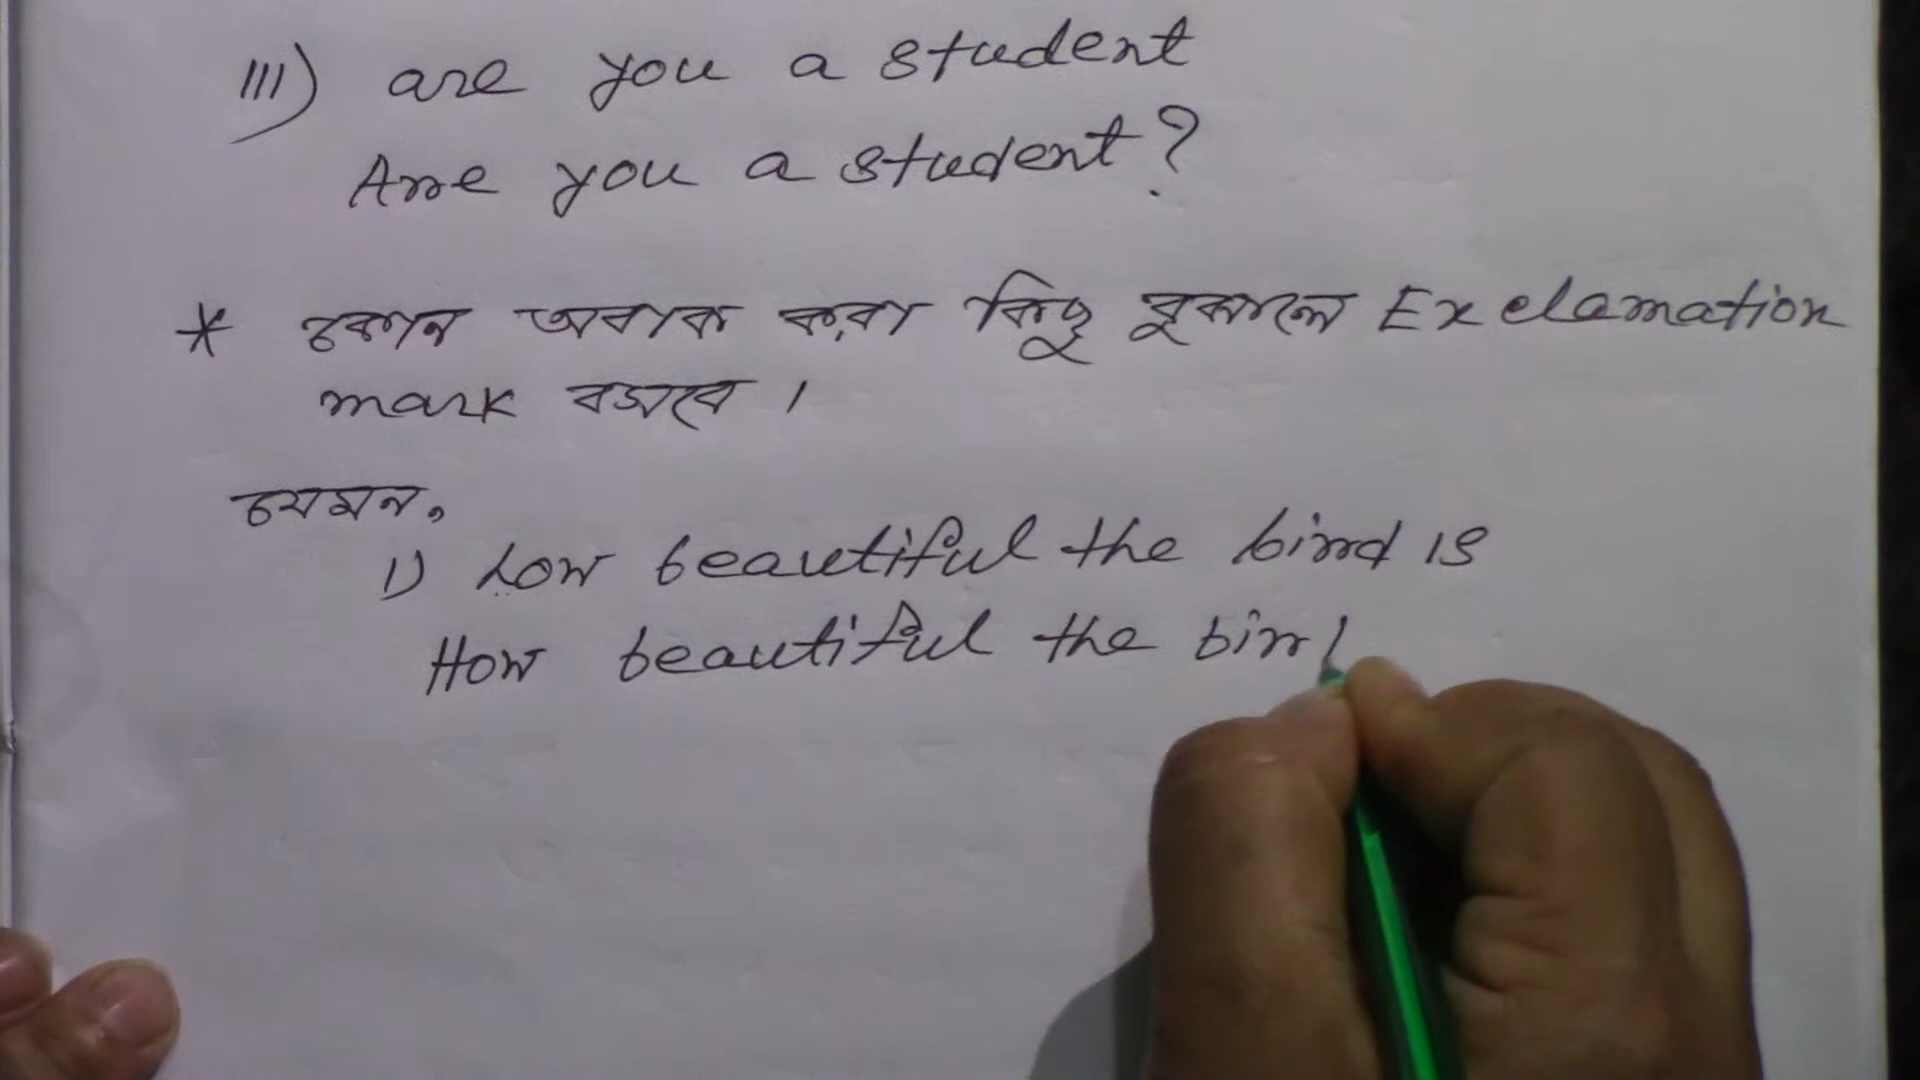 III) are you a student
Are you a student?
* কোন অবাক করা কিছু বুঝালে Exclamation
mark বসবে ।
যেমন,
1) how beautiful the bird is
How beautiful the bir